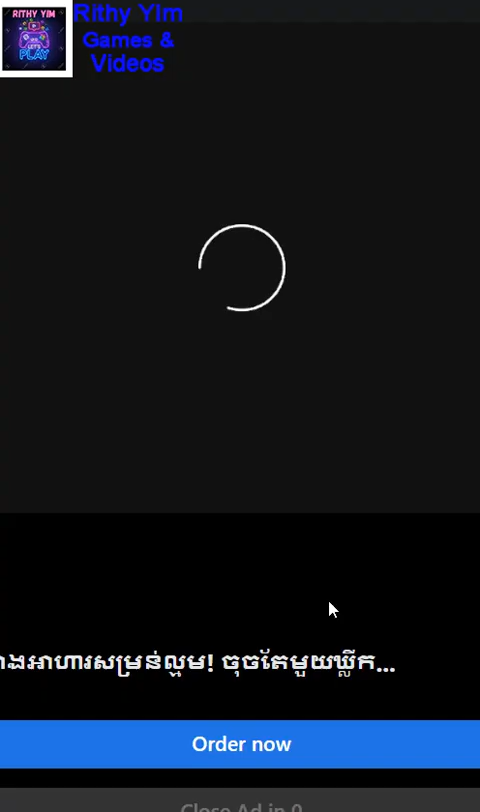 RITHY YIM
LET'S
PLAY
Rithy YIm
Games &
Videos
ាងអាហារសម្រន់ល្មម! ចុចតែមួយឃ្លីក...
Order now
Close Ad in 0